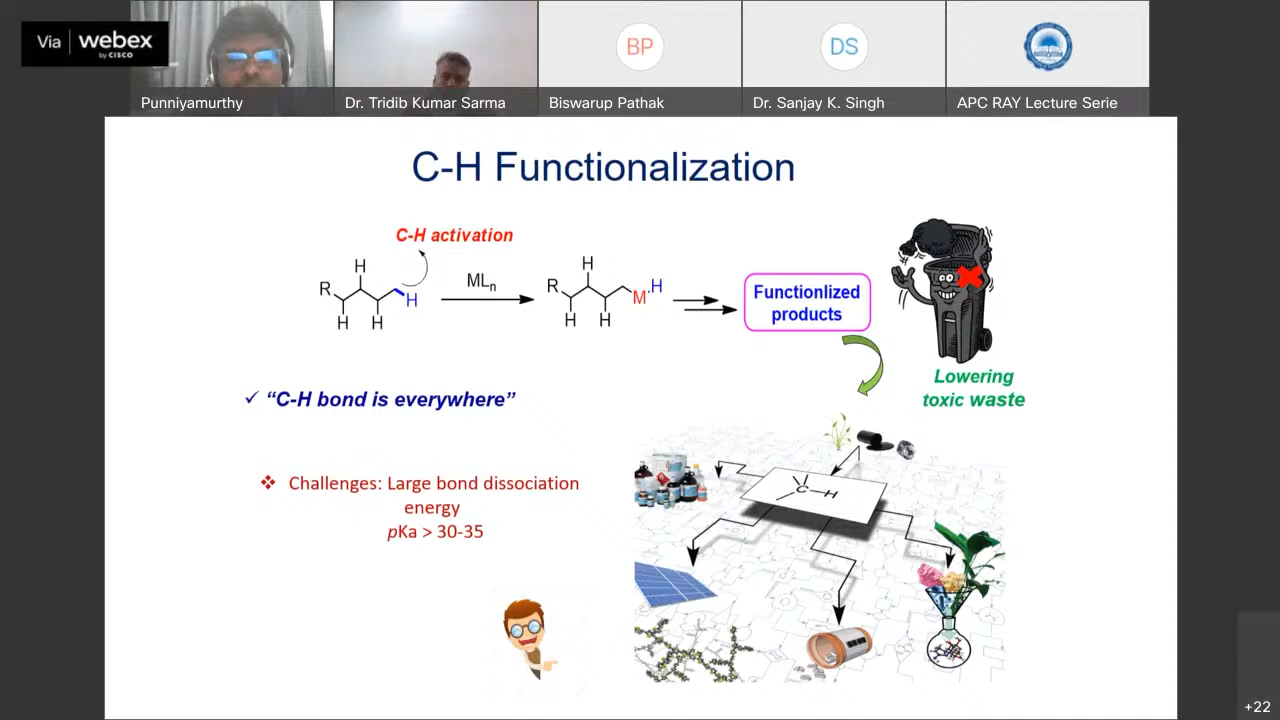 Via webex
by CISCO
Punniyamurthy
Dr. Tridib Kumar Sarma
BP
Biswarup Pathak
DS
Dr. Sanjay K. Singh
APC RAY Lecture Serie
C-H Functionalization
C-H activation
H
R
H
H
H
MLn
H
R
M
H
H
H
Functionlized
products
Lowering
toxic waste
✓ “C-H bond is everywhere”
❖ Challenges: Large bond dissociation
energy
pKa > 30-35
C
H
+22